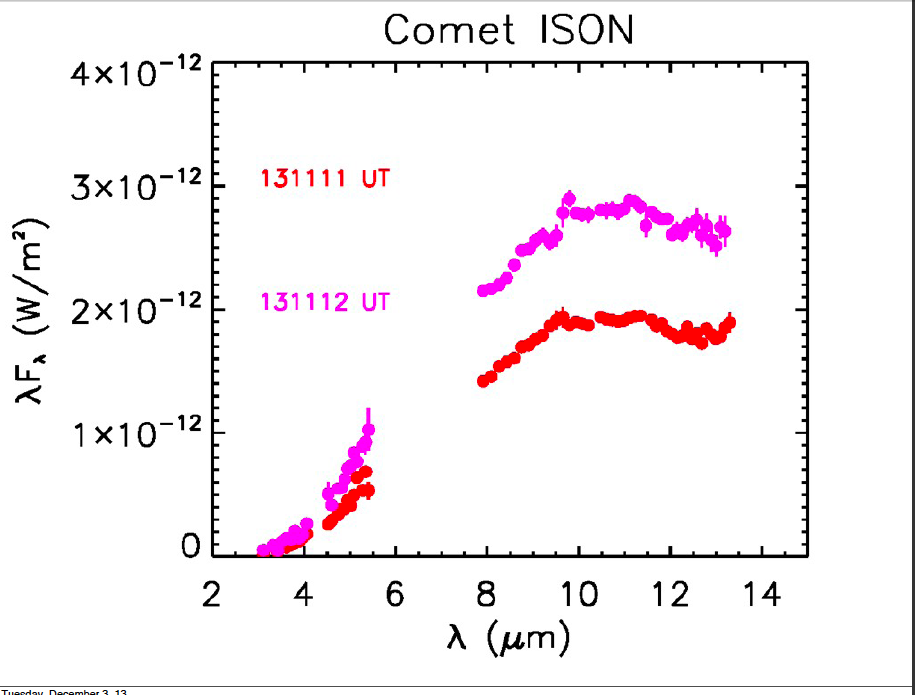 Comet ISON
4×10⁻¹²
3×10⁻¹²
2×10⁻¹²
1×10⁻¹²
0
λF_λ (W/m²)
131111 UT
131112 UT
2 4 6 8 10 12 14
λ (μm)
Tuesday, December 3, 13